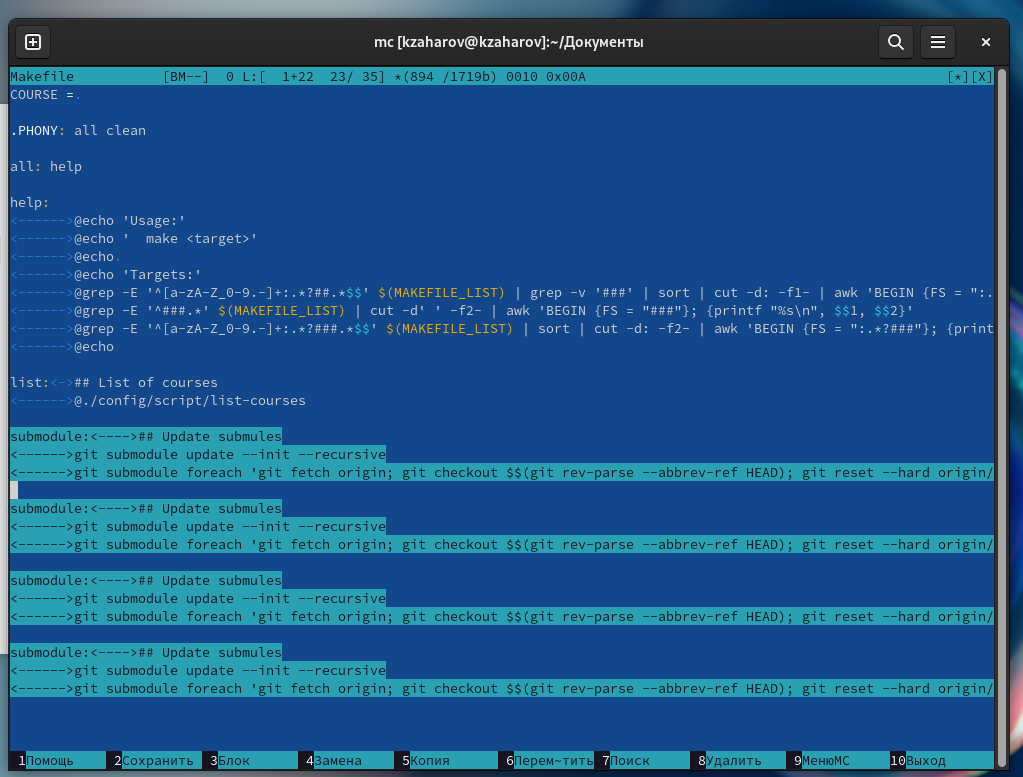 mc [kzaharov@kzaharov]:~/Документы
Makefile           [BM--]  0 L:[  1+22  23/ 35] *(894 /1719b) 0010 0x00A                                             [*][X]
COURSE =.
.PHONY: all clean
all: help
help:
<------>@echo 'Usage:'
<------>@echo '  make <target>'
<------>@echo.
<------>@echo 'Targets:'
<------>@grep -E '^[a-zA-Z_0-9.-]+:.*?##.*$$' $(MAKEFILE_LIST) | grep -v '###' | sort | cut -d: -f1- | awk 'BEGIN {FS = ":.
<------>@grep -E '^###.*' $(MAKEFILE_LIST) | cut -d' ' -f2- | awk 'BEGIN {FS = "###"}; {printf "%s\n", $$1, $$2}'
<------>@grep -E '^[a-zA-Z_0-9.-]+:.*?###.*$$' $(MAKEFILE_LIST) | sort | cut -d: -f2- | awk 'BEGIN {FS = ":.*?###"}; {print
<------>@echo
list:<->## List of courses
<------>@./config/script/list-courses
submodule:<---->## Update submules
<------>git submodule update --init --recursive
<------>git submodule foreach 'git fetch origin; git checkout $$(git rev-parse --abbrev-ref HEAD); git reset --hard origin/
submodule:<---->## Update submules
<------>git submodule update --init --recursive
<------>git submodule foreach 'git fetch origin; git checkout $$(git rev-parse --abbrev-ref HEAD); git reset --hard origin/
submodule:<---->## Update submules
<------>git submodule update --init --recursive
<------>git submodule foreach 'git fetch origin; git checkout $$(git rev-parse --abbrev-ref HEAD); git reset --hard origin/
submodule:<---->## Update submules
<------>git submodule update --init --recursive
<------>git submodule foreach 'git fetch origin; git checkout $$(git rev-parse --abbrev-ref HEAD); git reset --hard origin/
1Помощь 2Сохранить 3Блок 4Замена 5Копия 6Перем~тить 7Поиск 8Удалить 9МенюMC 10Выход